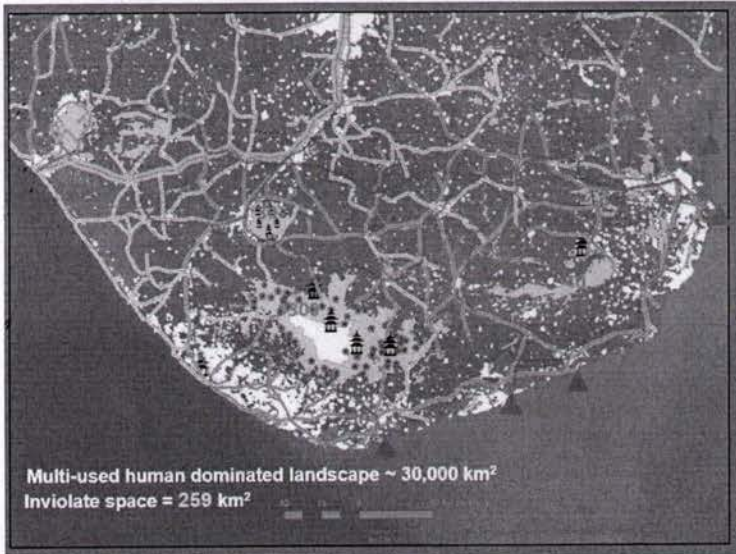 Multi-used human dominated landscape ~ 30,000 km²
Inviolate space = 259 km²